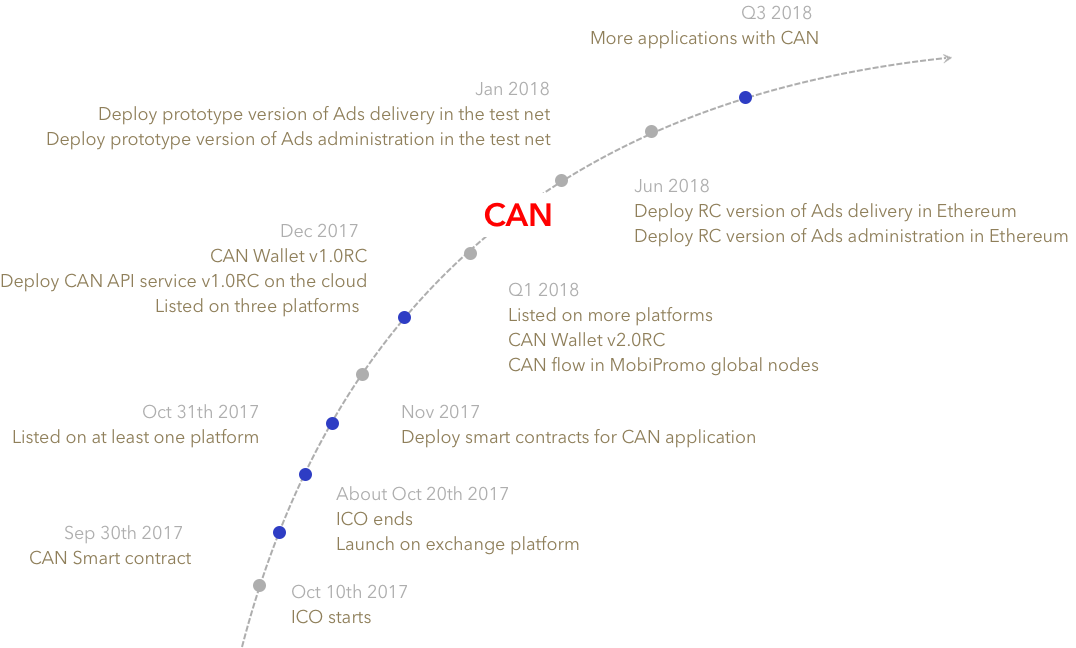 Q3 2018
More applications with CAN
Jan 2018
Deploy prototype version of Ads delivery in the test net
Deploy prototype version of Ads administration in the test net
Jun 2018
Deploy RC version of Ads delivery in Ethereum
Deploy RC version of Ads administration in Ethereum
CAN
Dec 2017
CAN Wallet v1.0RC
Deploy CAN API service v1.0RC on the cloud
Listed on three platforms
Q1 2018
Listed on more platforms
CAN Wallet v2.0RC
CAN flow in MobiPromo global nodes
Oct 31th 2017
Listed on at least one platform
Nov 2017
Deploy smart contracts for CAN application
About Oct 20th 2017
ICO ends
Launch on exchange platform
Sep 30th 2017
CAN Smart contract
Oct 10th 2017
ICO starts